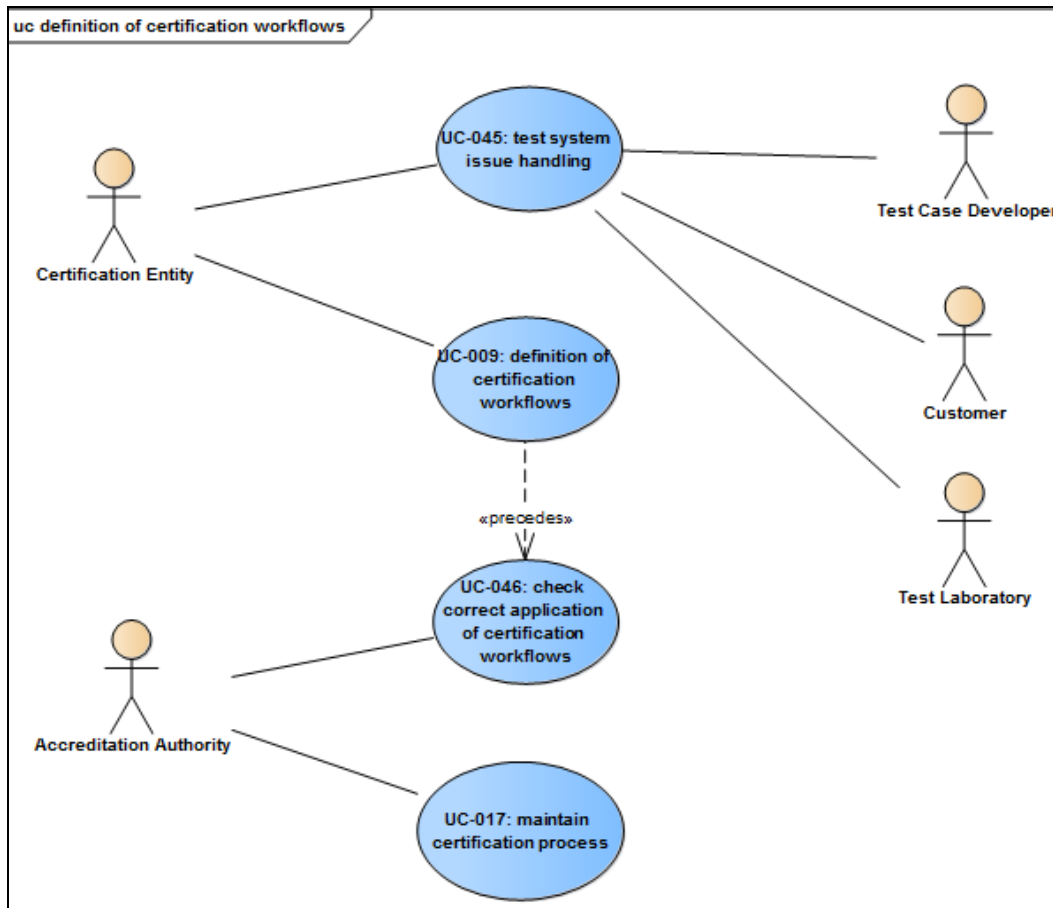 uc definition of certification workflows
UC-045: test system
issue handling
Test Case Developer
Certification Entity
UC-009: definition of
certification
workflows
Customer
«precedes»
UC-046: check
correct application
of certification
workflows
Test Laboratory
Accreditation Authority
UC-017: maintain
certification process